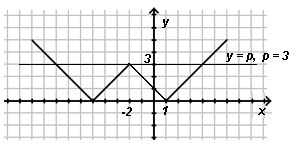 y
3
y = p, p = 3
-2
1
x